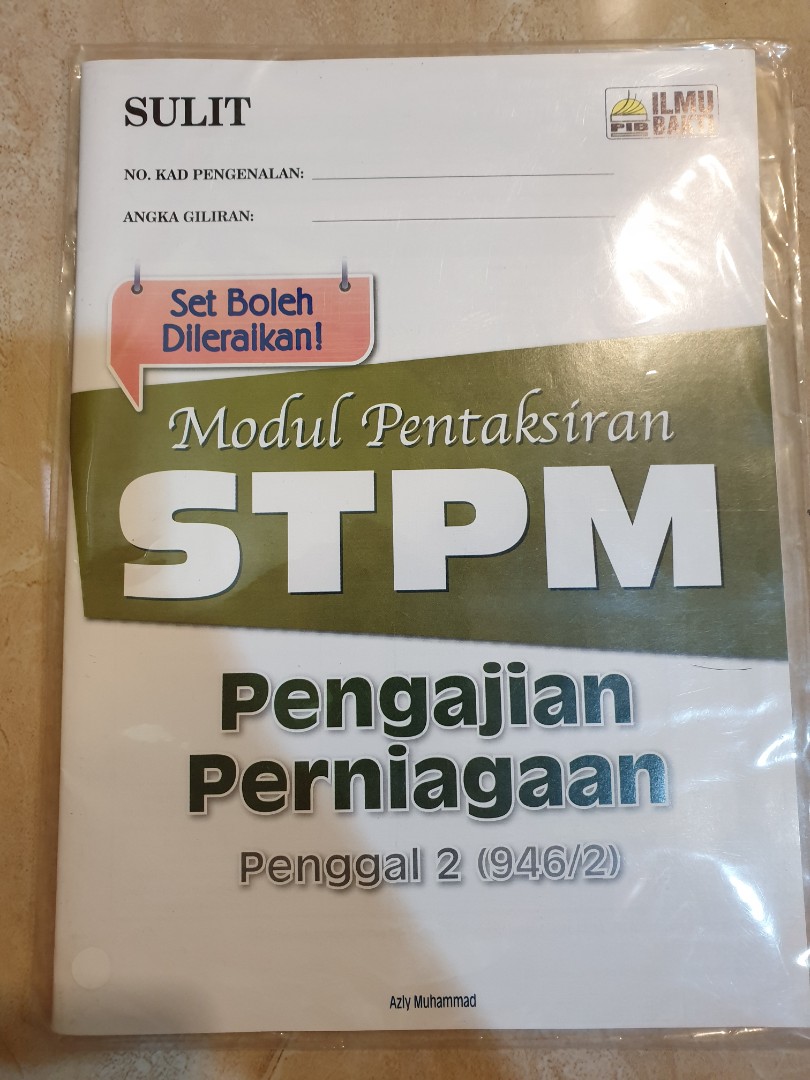 SULIT
PIB
ILMU
BAKTI
NO. KAD PENGENALAN:
ANGKA GILIRAN:
Set Boleh
Dileraikan!
Modul Pentaksiran
STPM
Pengajian
Perniagaan
Penggal 2 (946/2)
Azly Muhammad